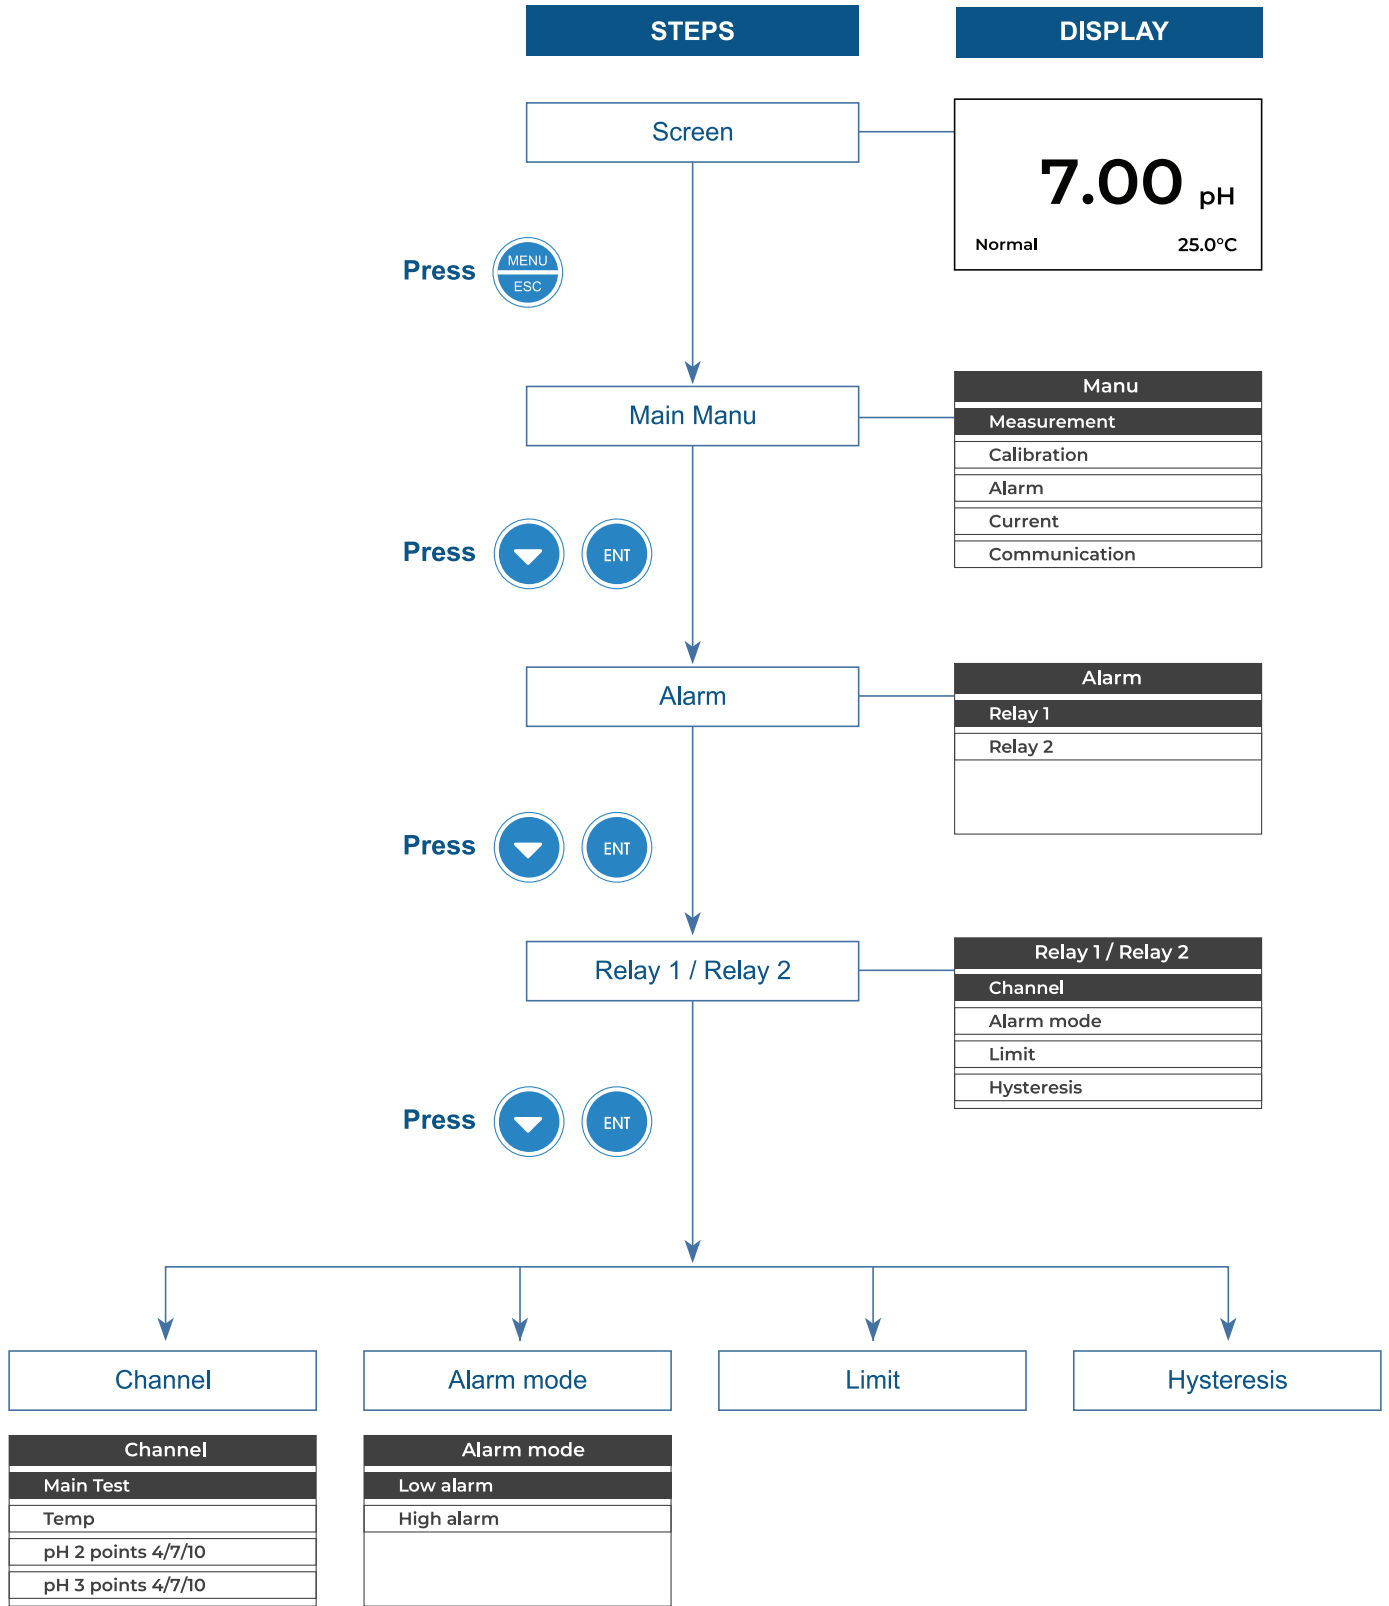 STEPS
DISPLAY
Screen
7.00 pH
Normal 25.0°C
Press MENU
ESC
Main Manu
Manu
Measurement
Calibration
Alarm
Current
Communication
Press ENT
Alarm
Alarm
Relay 1
Relay 2
Press ENT
Relay 1 / Relay 2
Relay 1 / Relay 2
Channel
Alarm mode
Limit
Hysteresis
Press ENT
Channel
Alarm mode
Limit
Hysteresis
Channel
Main Test
Temp
pH 2 points 4/7/10
pH 3 points 4/7/10
Alarm mode
Low alarm
High alarm